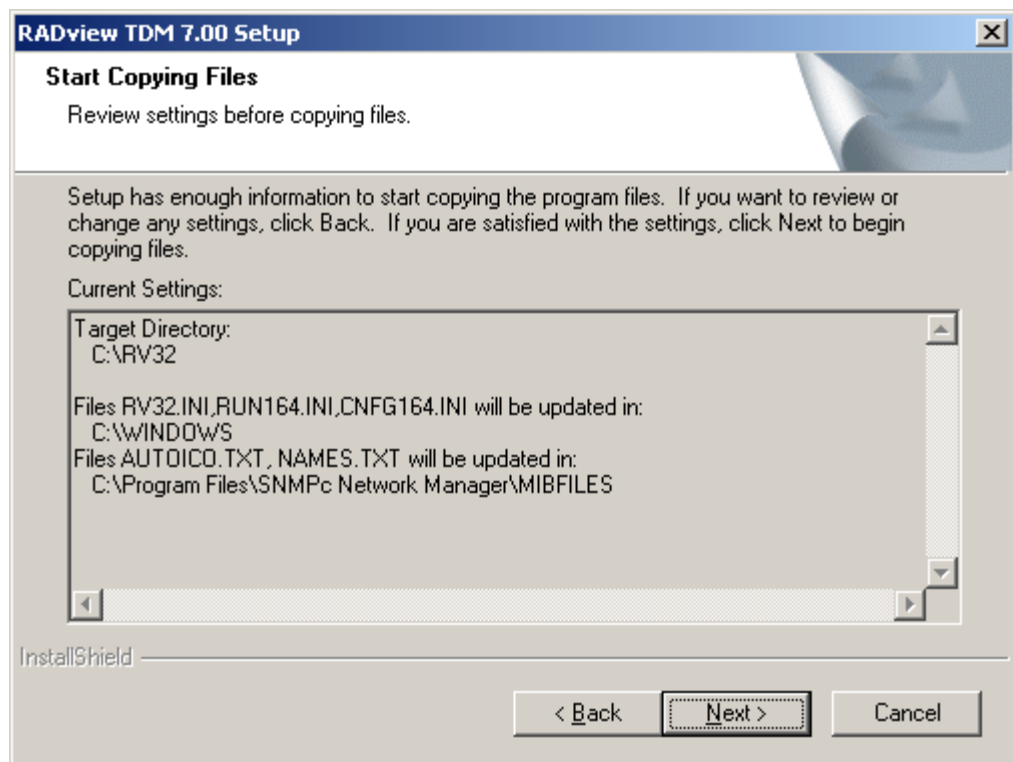 RADview TDM 7.00 Setup
Start Copying Files
Review settings before copying files.
Setup has enough information to start copying the program files.  If you want to review or
change any settings, click Back.  If you are satisfied with the settings, click Next to begin
copying files.
Current Settings:
Target Directory:
C:\RV32
Files RV32.INI,RUN164.INI,CNFG164.INI will be updated in:
C:\WINDOWS
Files AUTOICO.TXT, NAMES.TXT will be updated in:
C:\Program Files\SNMPc Network Manager\MIBFILES
InstallShield
< Back
Next >
Cancel